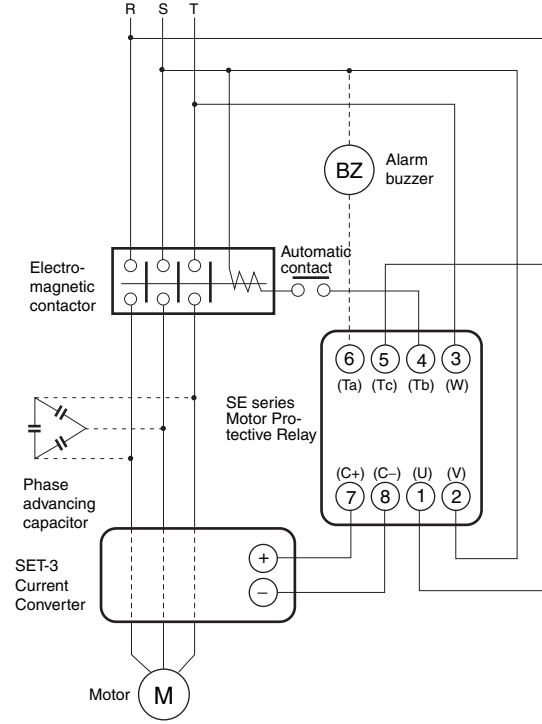 R S T
BZ
Alarm
buzzer
Electro-
magnetic
contactor
Automatic
contact
6 5 4 3
(Ta) (Tc) (Tb) (W)
SE series
Motor Pro-
tective Relay
(C+) (C−) (U) (V)
7 8 1 2
Phase
advancing
capacitor
SET-3
Current
Converter
+
−
Motor
M